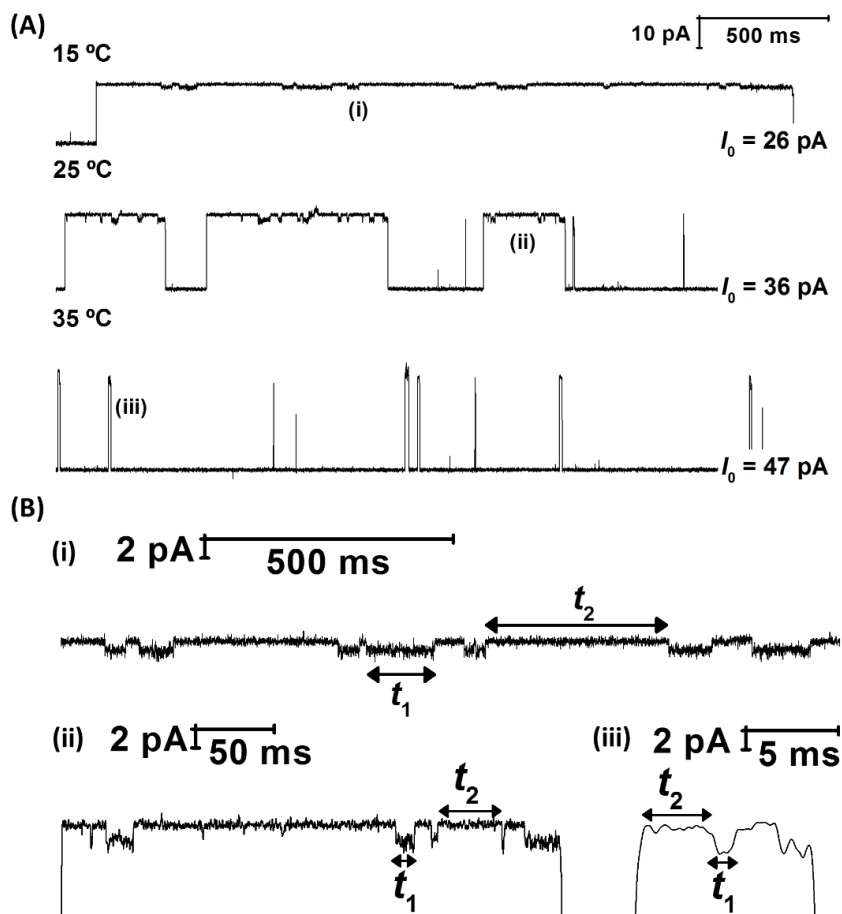 (A)
10 pA 500 ms
15 ºC
(i)
I0 = 26 pA
25 ºC
(ii)
I0 = 36 pA
35 ºC
(iii)
I0 = 47 pA
(B)
(i) 2 pA 500 ms
t2
t1
(ii) 2 pA 50 ms (iii) 2 pA 5 ms
t2 t2
t1 t1